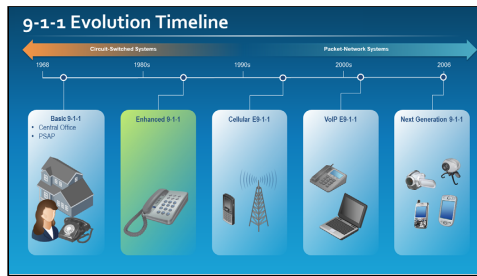 9-1-1 Evolution Timeline
Circuit-Switched Systems
Packet-Network Systems
1968
1980s
1990s
2000s
2006
Basic 9-1-1
• Central Office
• PSAP
Enhanced 9-1-1
Cellular E9-1-1
VoIP E9-1-1
Next Generation 9-1-1